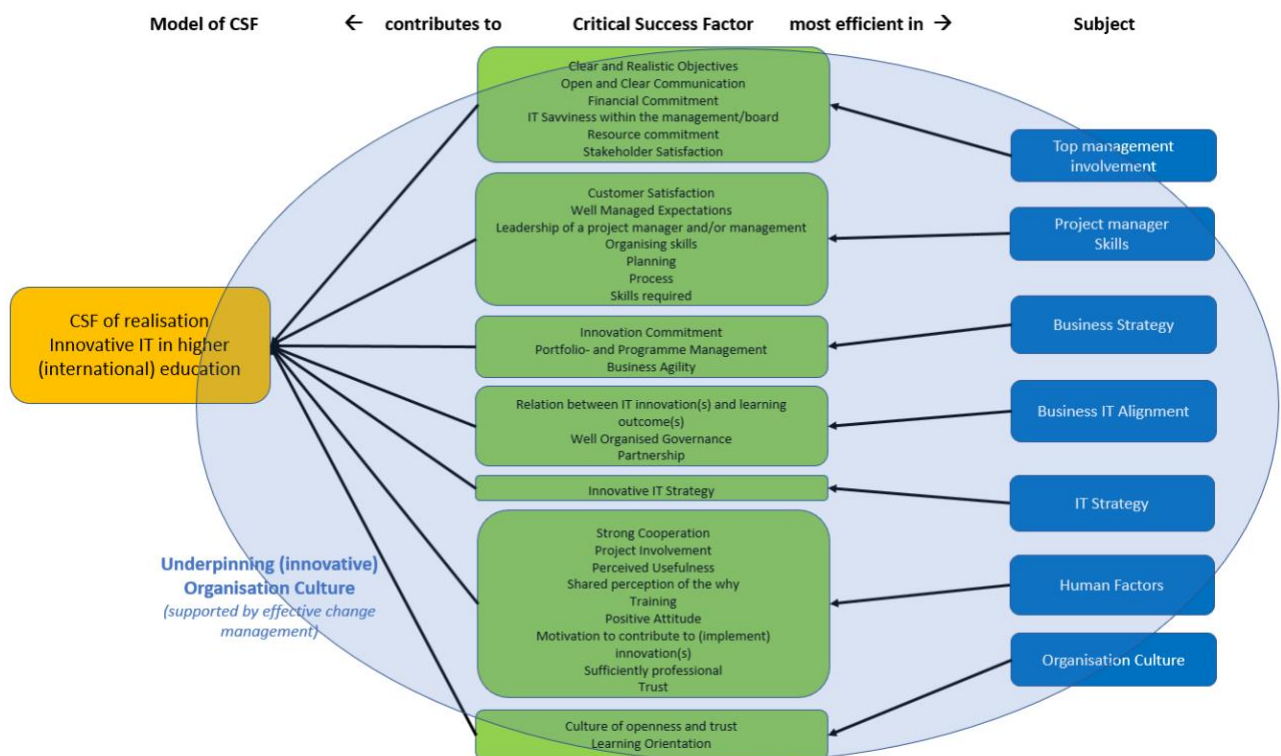 Model of CSF ← contributes to Critical Success Factor most efficient in → Subject
Clear and Realistic Objectives
Open and Clear Communication
Financial Commitment
IT Savviness within the management/board
Resource commitment
Stakeholder Satisfaction
Top management
involvement
Customer Satisfaction
Well Managed Expectations
Leadership of a project manager and/or management
Organising skills
Planning
Process
Skills required
Project manager
Skills
CSF of realisation
Innovative IT in higher
(international) education
Innovation Commitment
Portfolio- and Programme Management
Business Agility
Business Strategy
Relation between IT innovation(s) and learning
outcome(s)
Well Organised Governance
Partnership
Business IT Alignment
Innovative IT Strategy
IT Strategy
Underpinning (innovative)
Organisation Culture
(supported by effective change
management)
Strong Cooperation
Project Involvement
Perceived Usefulness
Shared perception of the why
Training
Positive Attitude
Motivation to contribute to (implement)
innovation(s)
Sufficiently professional
Trust
Human Factors
Organisation Culture
Culture of openness and trust
Learning Orientation